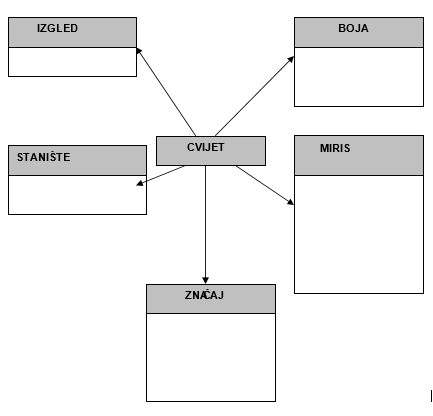 IZGLED
BOJA
CVIJET
STANIŠTE
MIRIS
ZNAČAJ